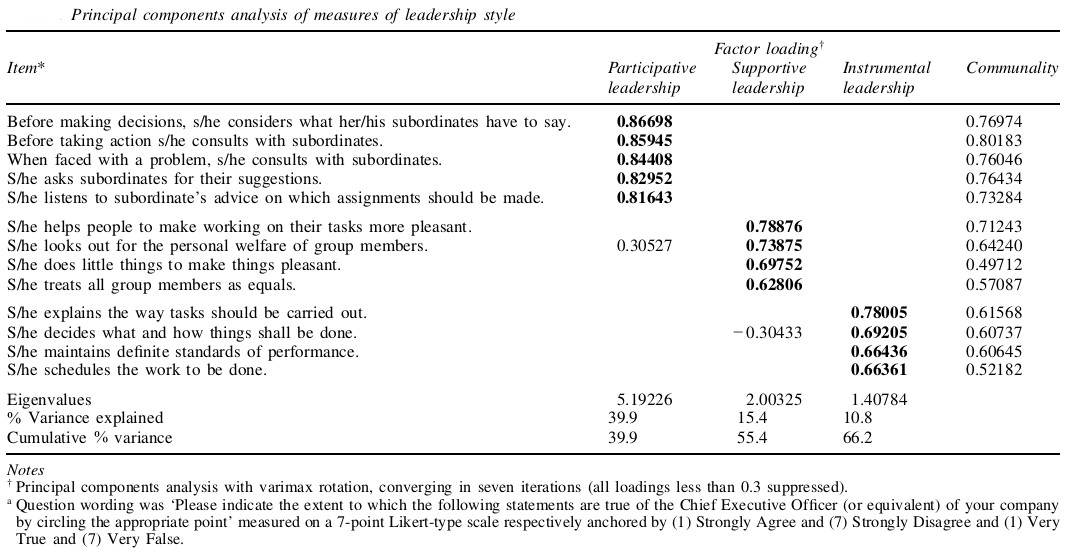 Principal components analysis of measures of leadership style
Factor loading†
Item* Participative leadership Supportive leadership Instrumental leadership Communality
Before making decisions, s/he considers what her/his subordinates have to say. 0.86698 0.76974
Before taking action s/he consults with subordinates. 0.85945 0.80183
When faced with a problem, s/he consults with subordinates. 0.84408 0.76046
S/he asks subordinates for their suggestions. 0.82952 0.76434
S/he listens to subordinate's advice on which assignments should be made. 0.81643 0.73284
S/he helps people to make working on their tasks more pleasant. 0.78876 0.71243
S/he looks out for the personal welfare of group members. 0.30527 0.73875 0.64240
S/he does little things to make things pleasant. 0.69752 0.49712
S/he treats all group members as equals. 0.62806 0.57087
S/he explains the way tasks should be carried out. 0.78005 0.61568
S/he decides what and how things shall be done. −0.30433 0.69205 0.60737
S/he maintains definite standards of performance. 0.66436 0.60645
S/he schedules the work to be done. 0.66361 0.52182
Eigenvalues 5.19226 2.00325 1.40784
% Variance explained 39.9 15.4 10.8
Cumulative % variance 39.9 55.4 66.2
Notes
† Principal components analysis with varimax rotation, converging in seven iterations (all loadings less than 0.3 suppressed).
a Question wording was 'Please indicate the extent to which the following statements are true of the Chief Executive Officer (or equivalent) of your company
by circling the appropriate point' measured on a 7-point Likert-type scale respectively anchored by (1) Strongly Agree and (7) Strongly Disagree and (1) Very
True and (7) Very False.